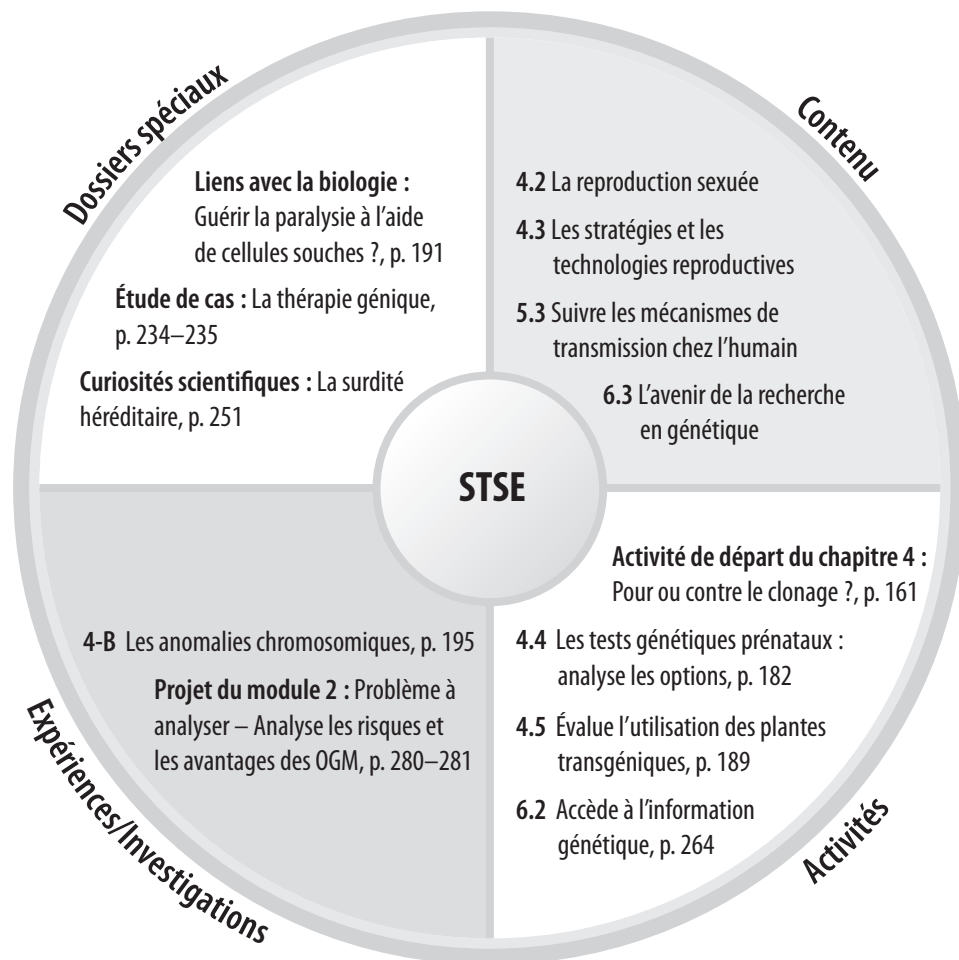 Dossiers spéciaux
Liens avec la biologie :
Guérir la paralysie à l’aide
de cellules souches ?, p. 191
Étude de cas : La thérapie génique,
p. 234–235
Curiosités scientifiques : La surdité
héréditaire, p. 251
Contenu
4.2 La reproduction sexuée
4.3 Les stratégies et les
technologies reproductives
5.3 Suivre les mécanismes de
transmission chez l’humain
6.3 L’avenir de la recherche
en génétique
STSE
Expériences/Investigations
4-B Les anomalies chromosomiques, p. 195
Projet du module 2 : Problème à
analyser – Analyse les risques et
les avantages des OGM, p. 280–281
Activité de départ du chapitre 4 :
Pour ou contre le clonage ?, p. 161
4.4 Les tests génétiques prénataux :
analyse les options, p. 182
4.5 Évalue l’utilisation des plantes
transgéniques, p. 189
6.2 Accède à l’information
génétique, p. 264
Activités